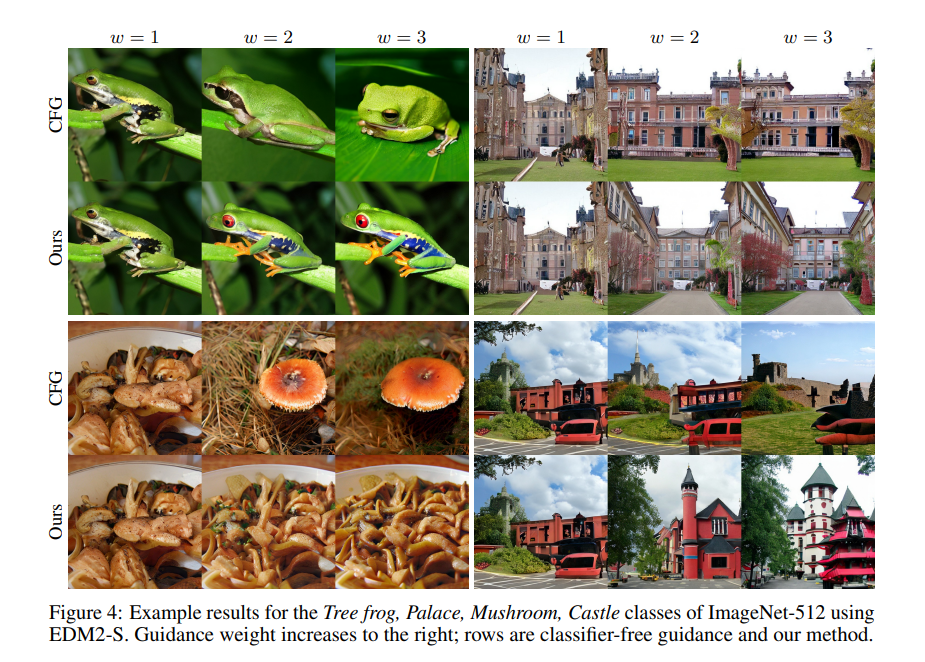 w = 1 w = 2 w = 3 w = 1 w = 2 w = 3
CFG
Ours
CFG
Ours
Figure 4: Example results for the Tree frog, Palace, Mushroom, Castle classes of ImageNet-512 using
EDM2-S. Guidance weight increases to the right; rows are classifier-free guidance and our method.